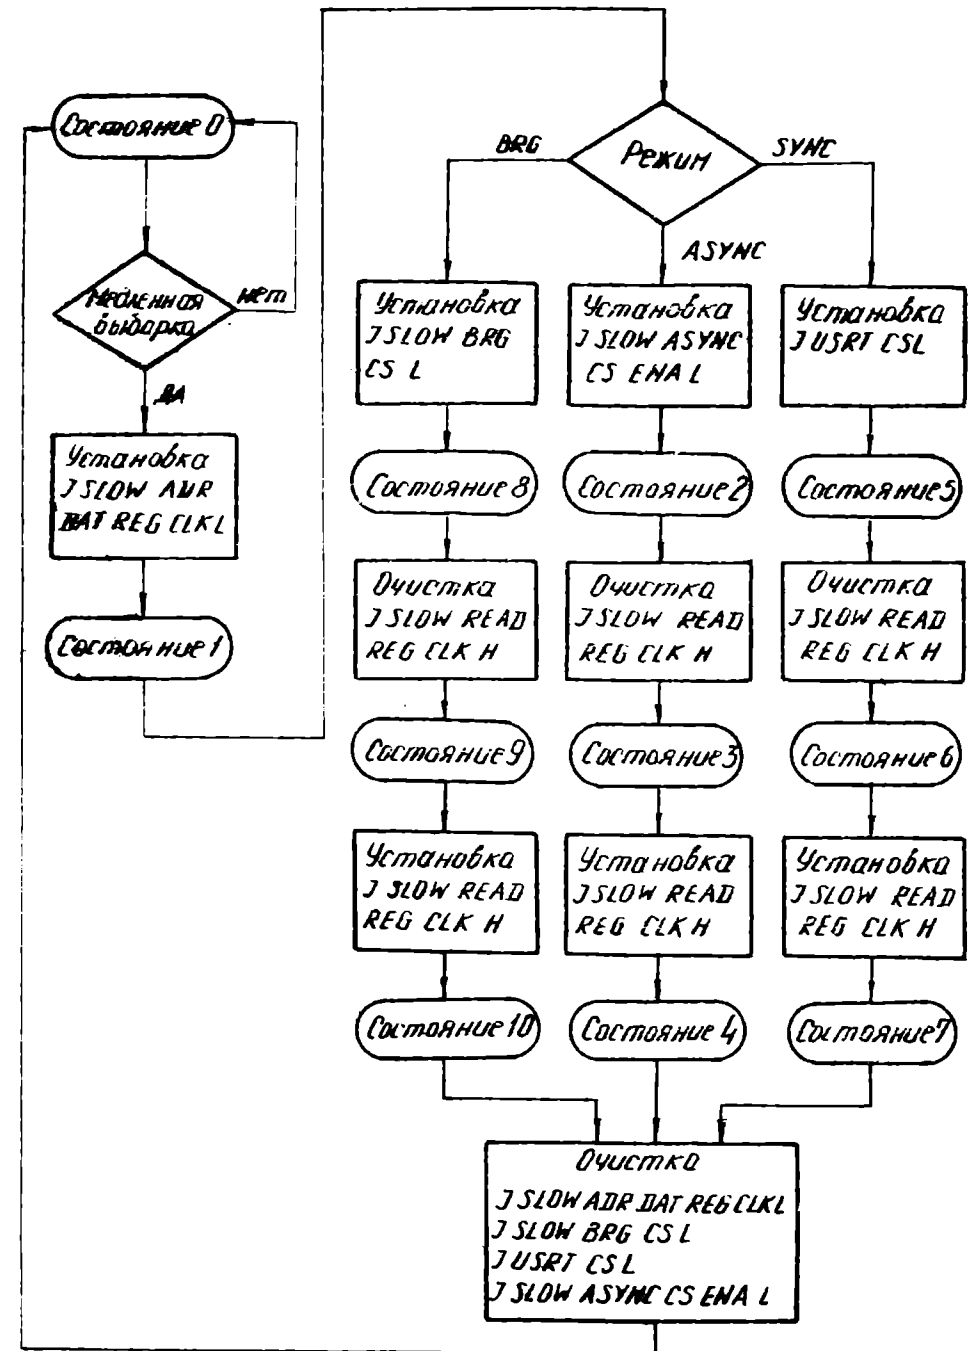 Состояние 0
Медленная
выборка
нет
ДА
Установка
J SLOW ADR
DAT REG CLK L
Состояние 1
Режим
BRG
ASYNC
SYNC
Установка
J SLOW BRG
CS L
Состояние 8
Очистка
J SLOW READ
REG CLK H
Состояние 9
Установка
J SLOW READ
REG CLK H
Состояние 10
Установка
J SLOW ASYNC
CS ENA L
Состояние 2
Очистка
J SLOW READ
REG CLK H
Состояние 3
Установка
J SLOW READ
REG CLK H
Состояние 4
Установка
J USRT CSL
Состояние 5
Очистка
J SLOW READ
REG CLK H
Состояние 6
Установка
J SLOW READ
REG CLK H
Состояние 7
Очистка
J SLOW ADR DAT REG CLKL
J SLOW BRG CS L
J USRT CS L
J SLOW ASYNC CS ENA L